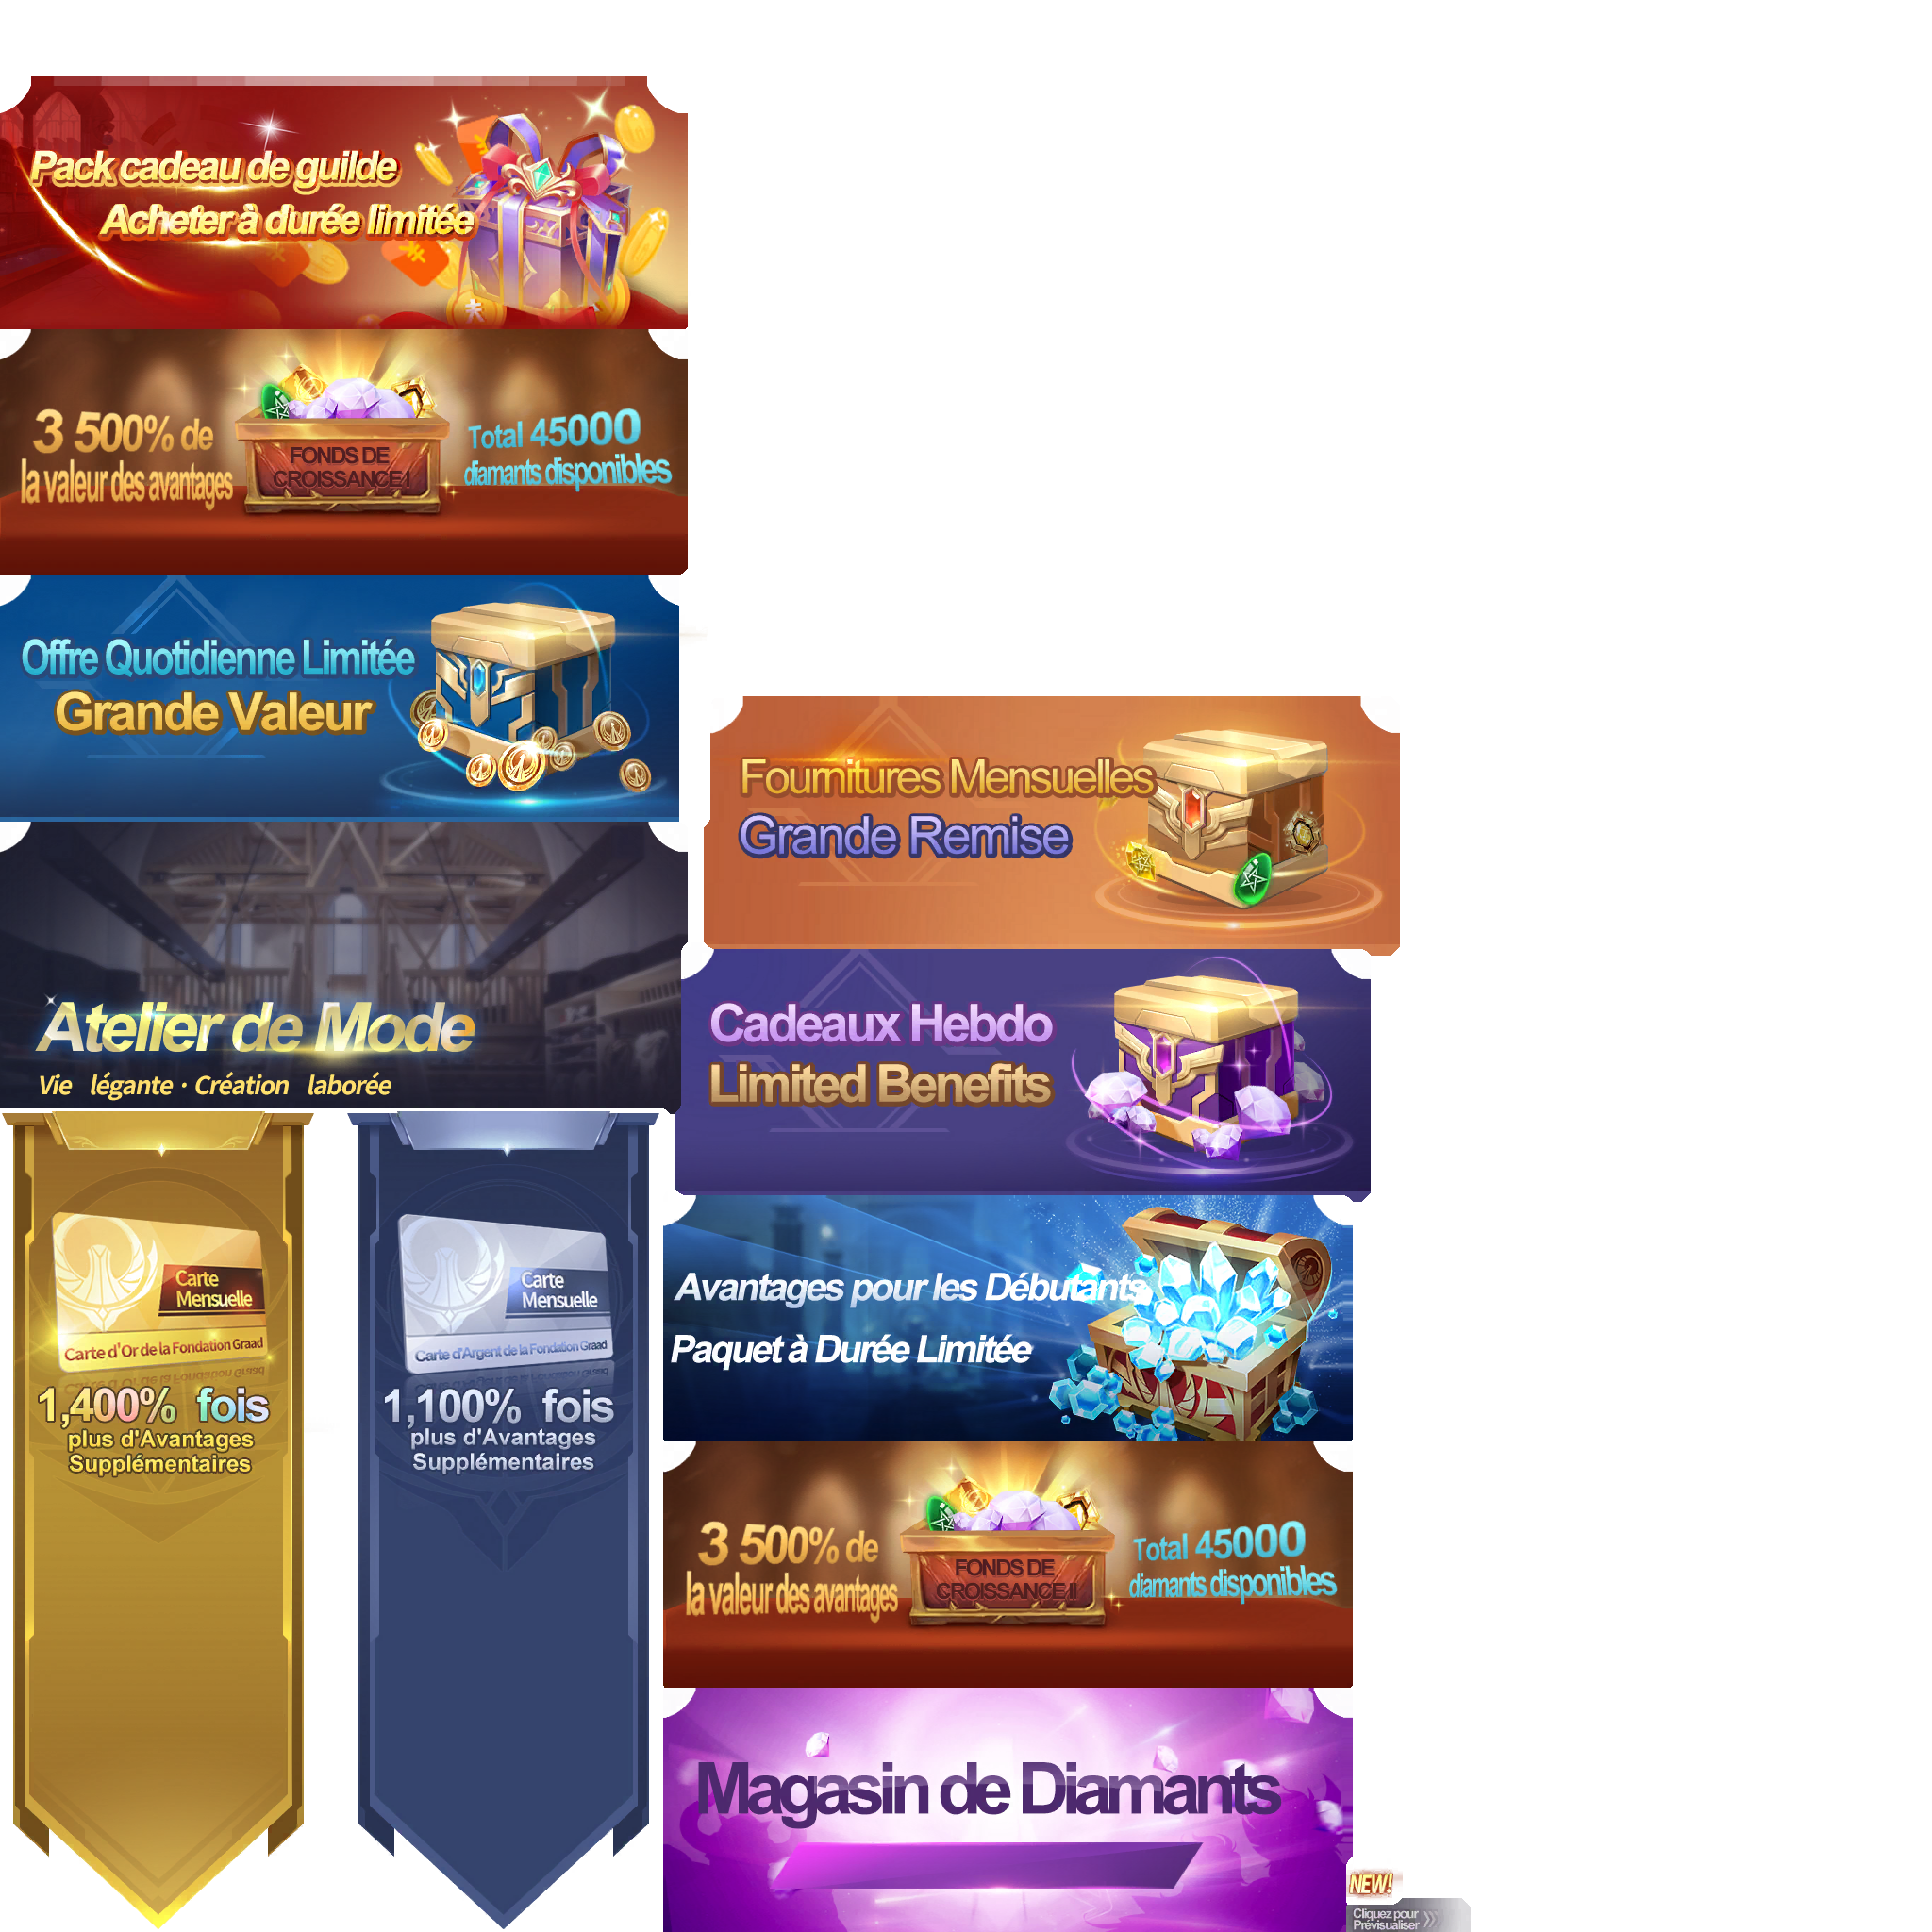 Pack cadeau de guilde
Acheter à durée limitée
3 500% de
la valeur des avantages
FONDS DE
CROISSANCE I
Total 45000
diamants disponibles
Offre Quotidienne Limitée
Grande Valeur
Atelier de Mode
Vie légante · Création laborée
Carte
Mensuelle
Carte d'Or de la Fondation Graad
1,400% fois
plus d'Avantages
Supplémentaires
Carte
Mensuelle
Carte d'Argent de la Fondation Graad
1,100% fois
plus d'Avantages
Supplémentaires
Fournitures Mensuelles
Grande Remise
Cadeaux Hebdo
Limited Benefits
Avantages pour les Débutants
Paquet à Durée Limitée
3 500% de
la valeur des avantages
FONDS DE
CROISSANCE II
Total 45000
diamants disponibles
Magasin de Diamants
NEW!
Cliquez pour
Prévisualiser